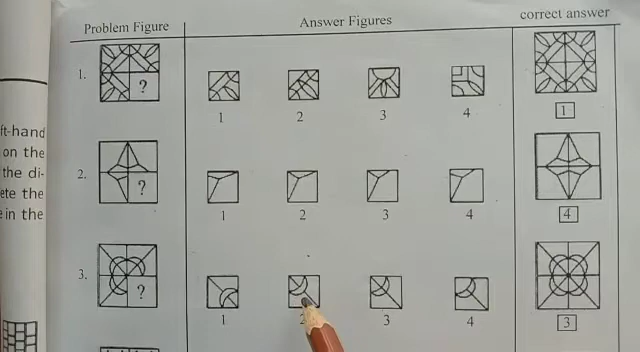 Problem Figure Answer Figures correct answer
1. ? 1 2 3 4 1
2. ? 1 2 3 4 4
3. ? 1 3 4 3
ft-hand
on the
the di-
ete the
in the